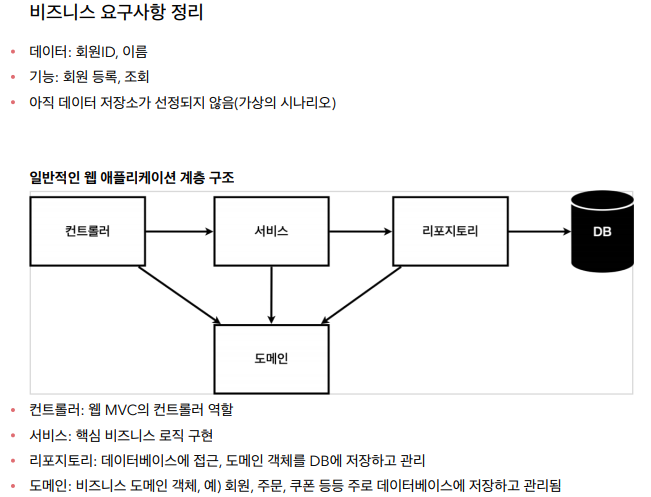 비즈니스 요구사항 정리
데이터: 회원ID, 이름
기능: 회원 등록, 조회
아직 데이터 저장소가 선정되지 않음(가상의 시나리오)
일반적인 웹 애플리케이션 계층 구조
컨트롤러
서비스
리포지토리
DB
도메인
컨트롤러: 웹 MVC의 컨트롤러 역할
서비스: 핵심 비즈니스 로직 구현
리포지토리: 데이터베이스에 접근, 도메인 객체를 DB에 저장하고 관리
도메인: 비즈니스 도메인 객체, 예) 회원, 주문, 쿠폰 등등 주로 데이터베이스에 저장하고 관리됨